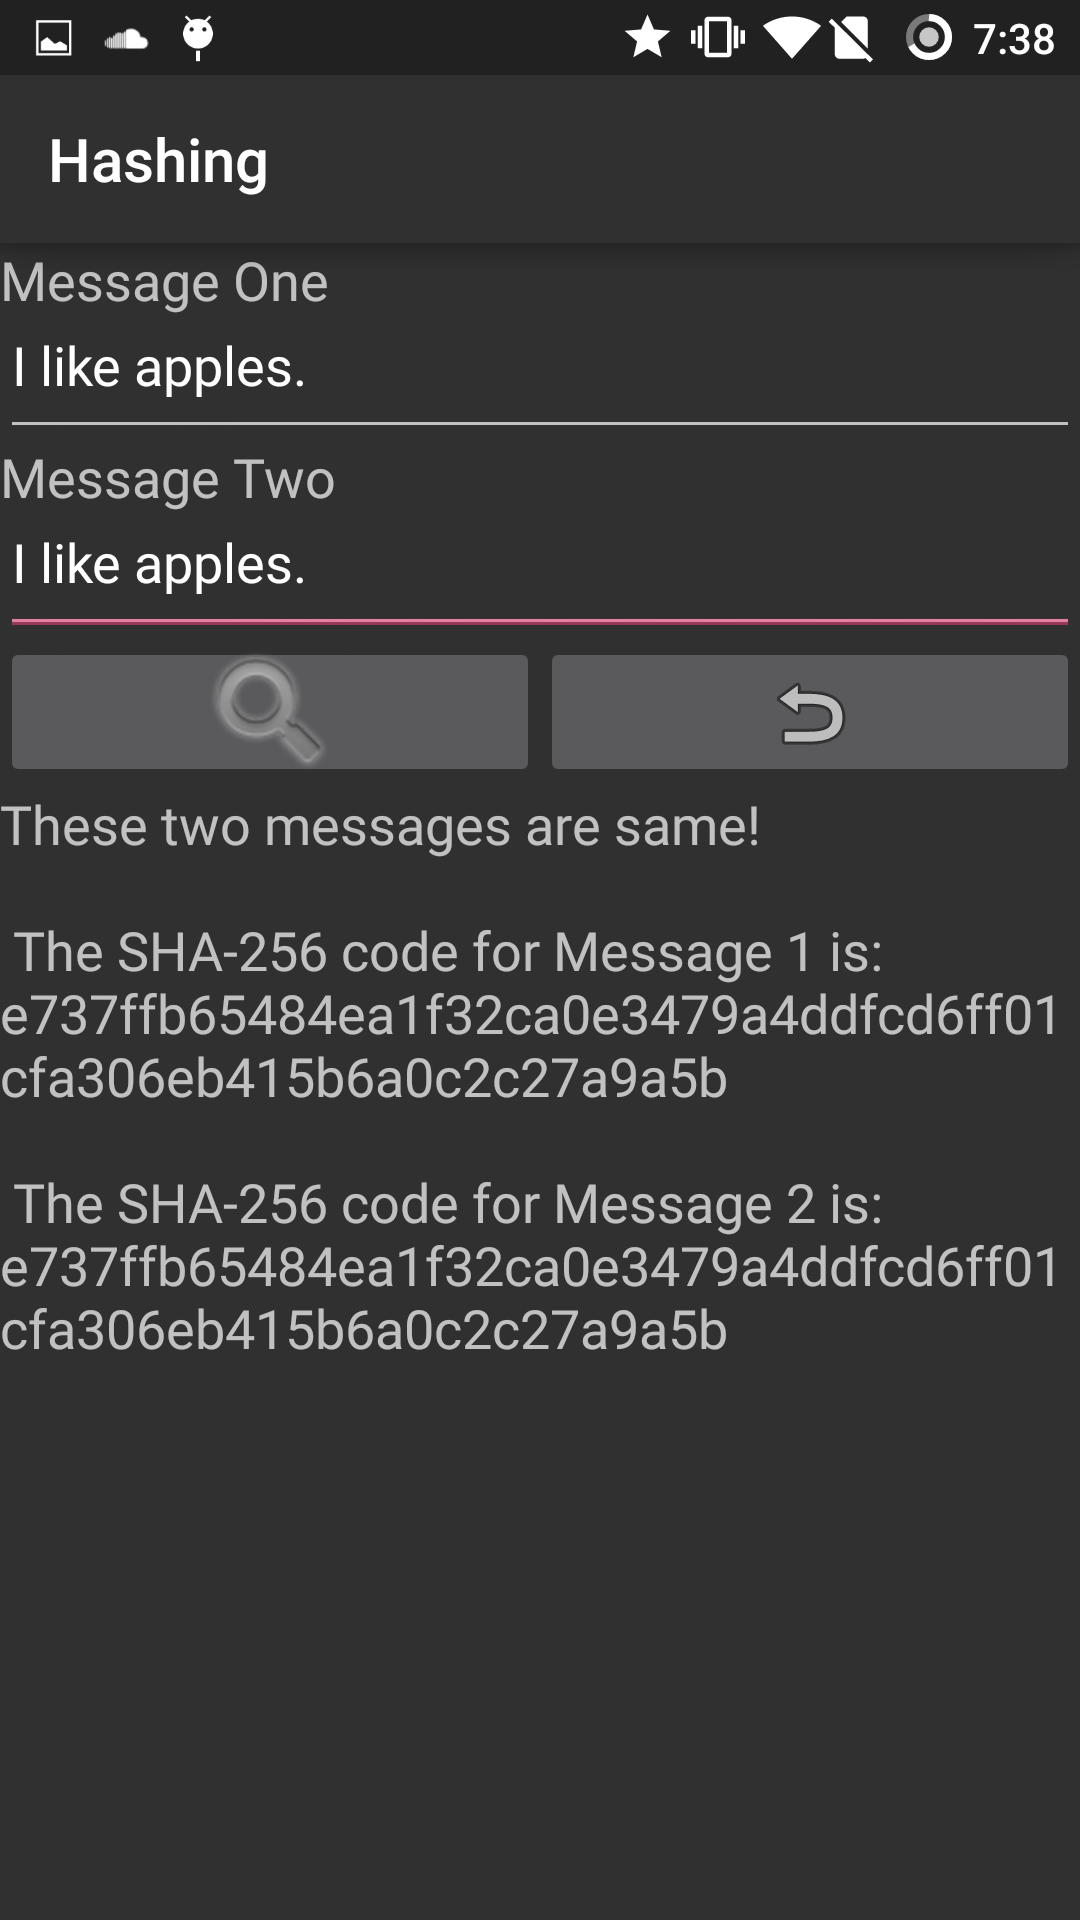 7:38
Hashing
Message One
I like apples.
Message Two
I like apples.
These two messages are same!
The SHA-256 code for Message 1 is:
e737ffb65484ea1f32ca0e3479a4ddfcd6ff01
cfa306eb415b6a0c2c27a9a5b
The SHA-256 code for Message 2 is:
e737ffb65484ea1f32ca0e3479a4ddfcd6ff01
cfa306eb415b6a0c2c27a9a5b